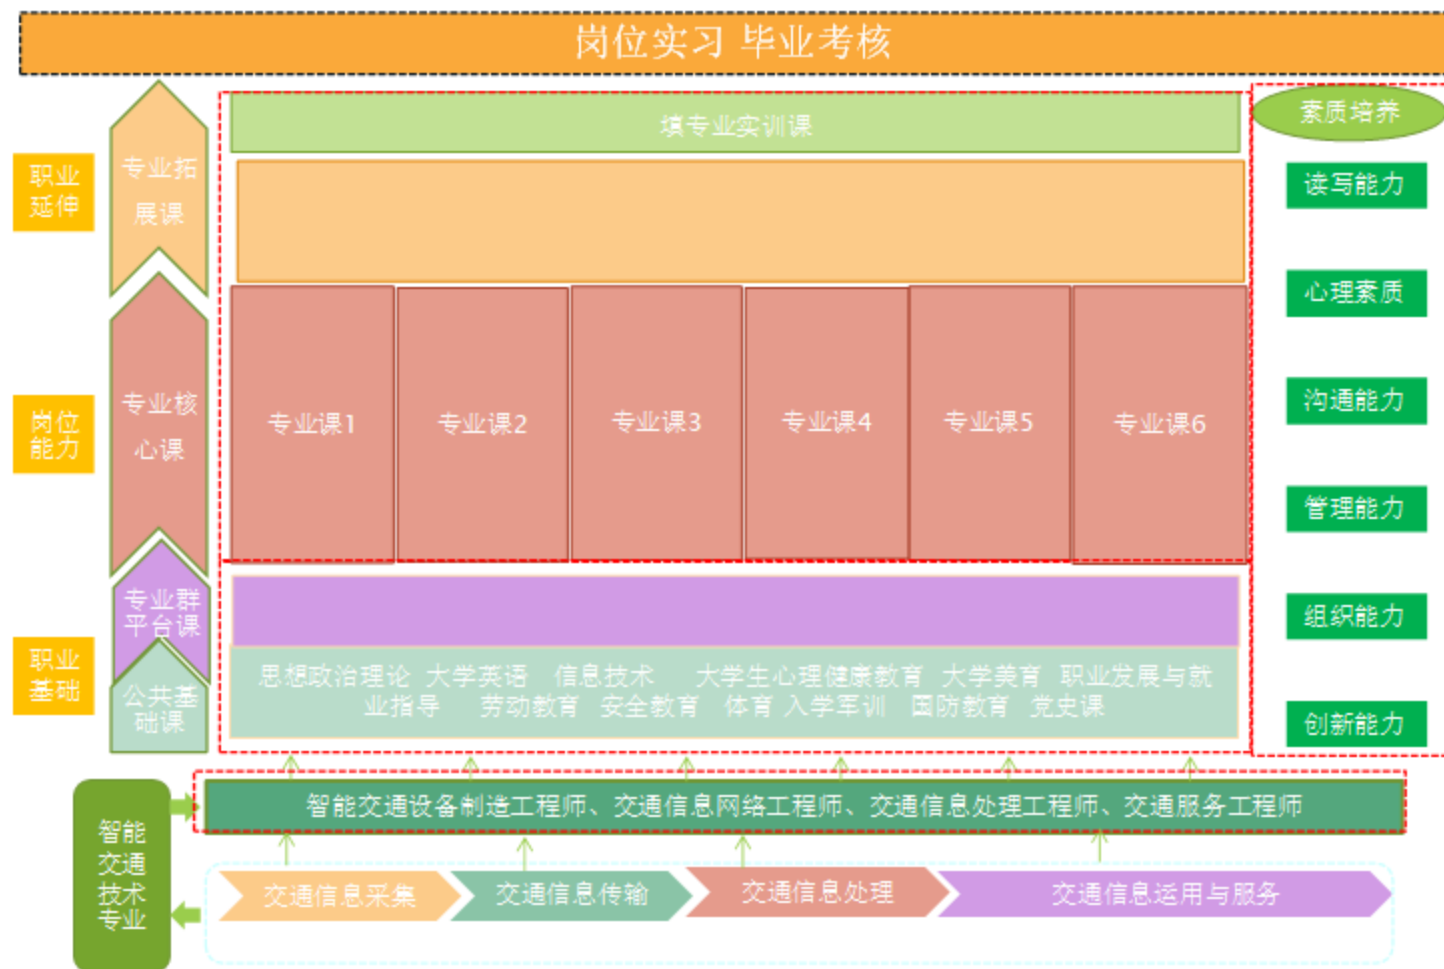 岗位实习 毕业考核
填专业实训课
素质培养
职业
延伸
专业拓
展课
读写能力
心理素质
岗位
能力
专业核
心课
专业课1
专业课2
专业课3
专业课4
专业课5
专业课6
沟通能力
管理能力
专业群
平台课
组织能力
职业
基础
公共基
础课
思想政治理论 大学英语 信息技术 大学生心理健康教育 大学美育 职业发展与就
业指导 劳动教育 安全教育 体育 入学军训 国防教育 党史课
创新能力
智能
交通
技术
专业
智能交通设备制造工程师、交通信息网络工程师、交通信息处理工程师、交通服务工程师
交通信息采集
交通信息传输
交通信息处理
交通信息运用与服务